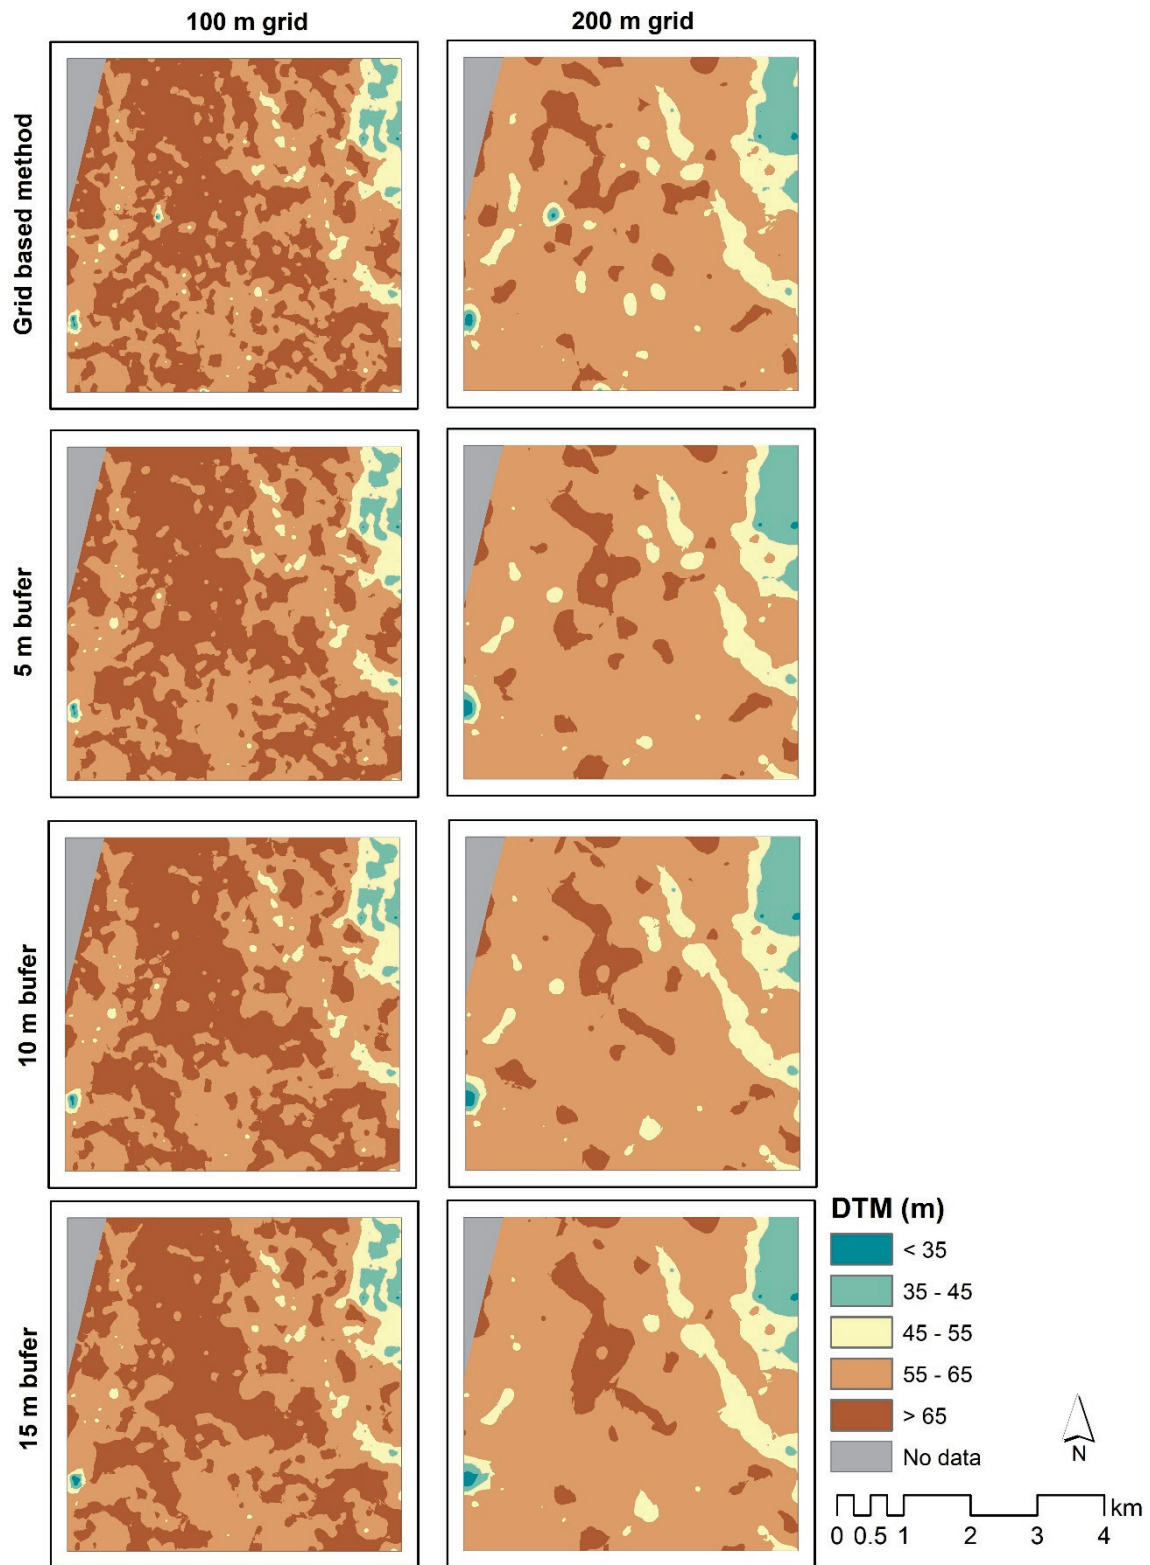 100 m grid
200 m grid
Grid based method
5 m bufer
10 m bufer
15 m bufer
DTM (m)
< 35
35 - 45
45 - 55
55 - 65
> 65
No data
N
km
0 0.5 1 2 3 4